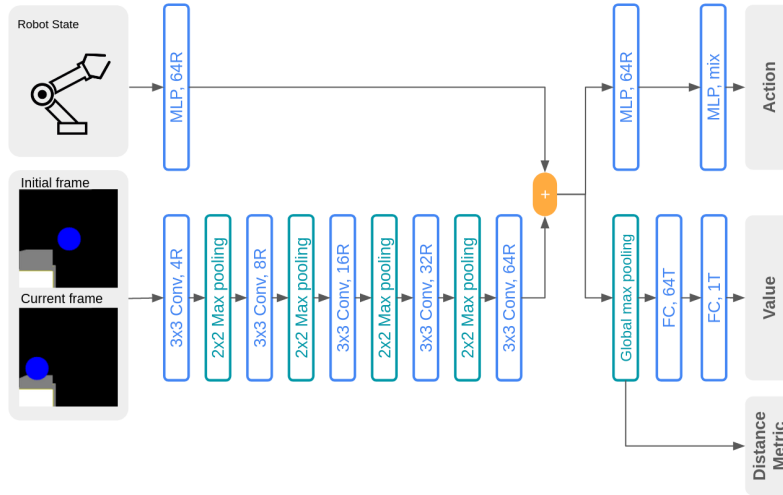 Robot State
MLP, 64R
MLP, 64R
MLP, mix
Action
Initial frame
Current frame
3x3 Conv, 4R
2x2 Max pooling
3x3 Conv, 8R
2x2 Max pooling
3x3 Conv, 16R
2x2 Max pooling
3x3 Conv, 32R
2x2 Max pooling
3x3 Conv, 64R
+
Global max pooling
FC, 64T
FC, 1T
Value
Distance
Metric